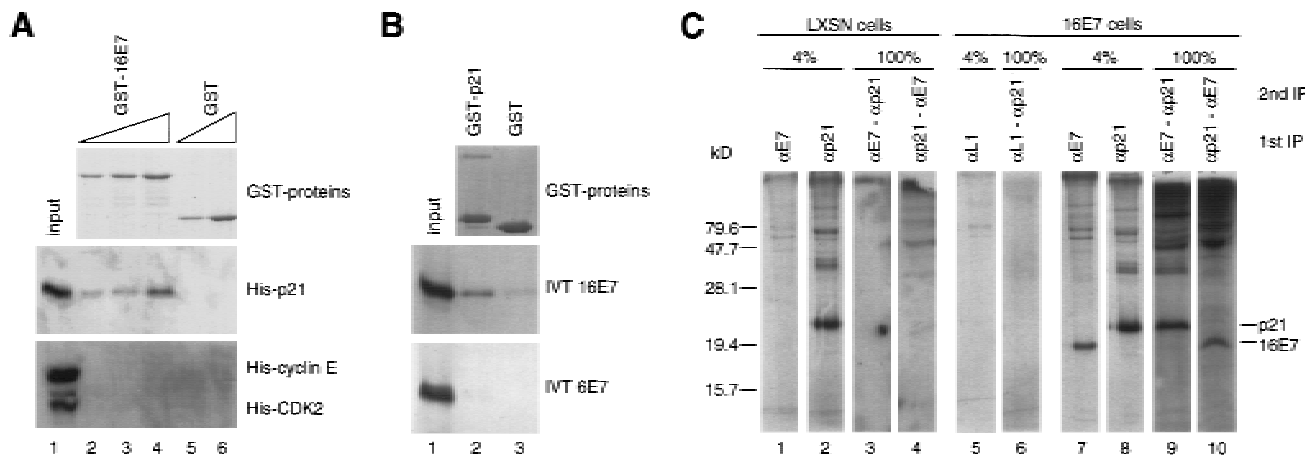 A
GST-16E7
GST
input
GST-proteins
His-p21
His-cyclin E
His-CDK2
1 2 3 4 5 6
B
GST-p21
GST
input
GST-proteins
IVT 16E7
IVT 6E7
1 2 3
C
LXSN cells 16E7 cells
4% 100% 4% 100% 4% 100%
αE7 - αp21 αp21 - αE7 αL1 - αp21 αE7 - αp21 αp21 - αE7 2nd IP
αE7 αp21 αL1 αE7 αp21 1st IP
kD
79.6
47.7
28.1
p21
19.4 16E7
15.7
1 2 3 4 5 6 7 8 9 10